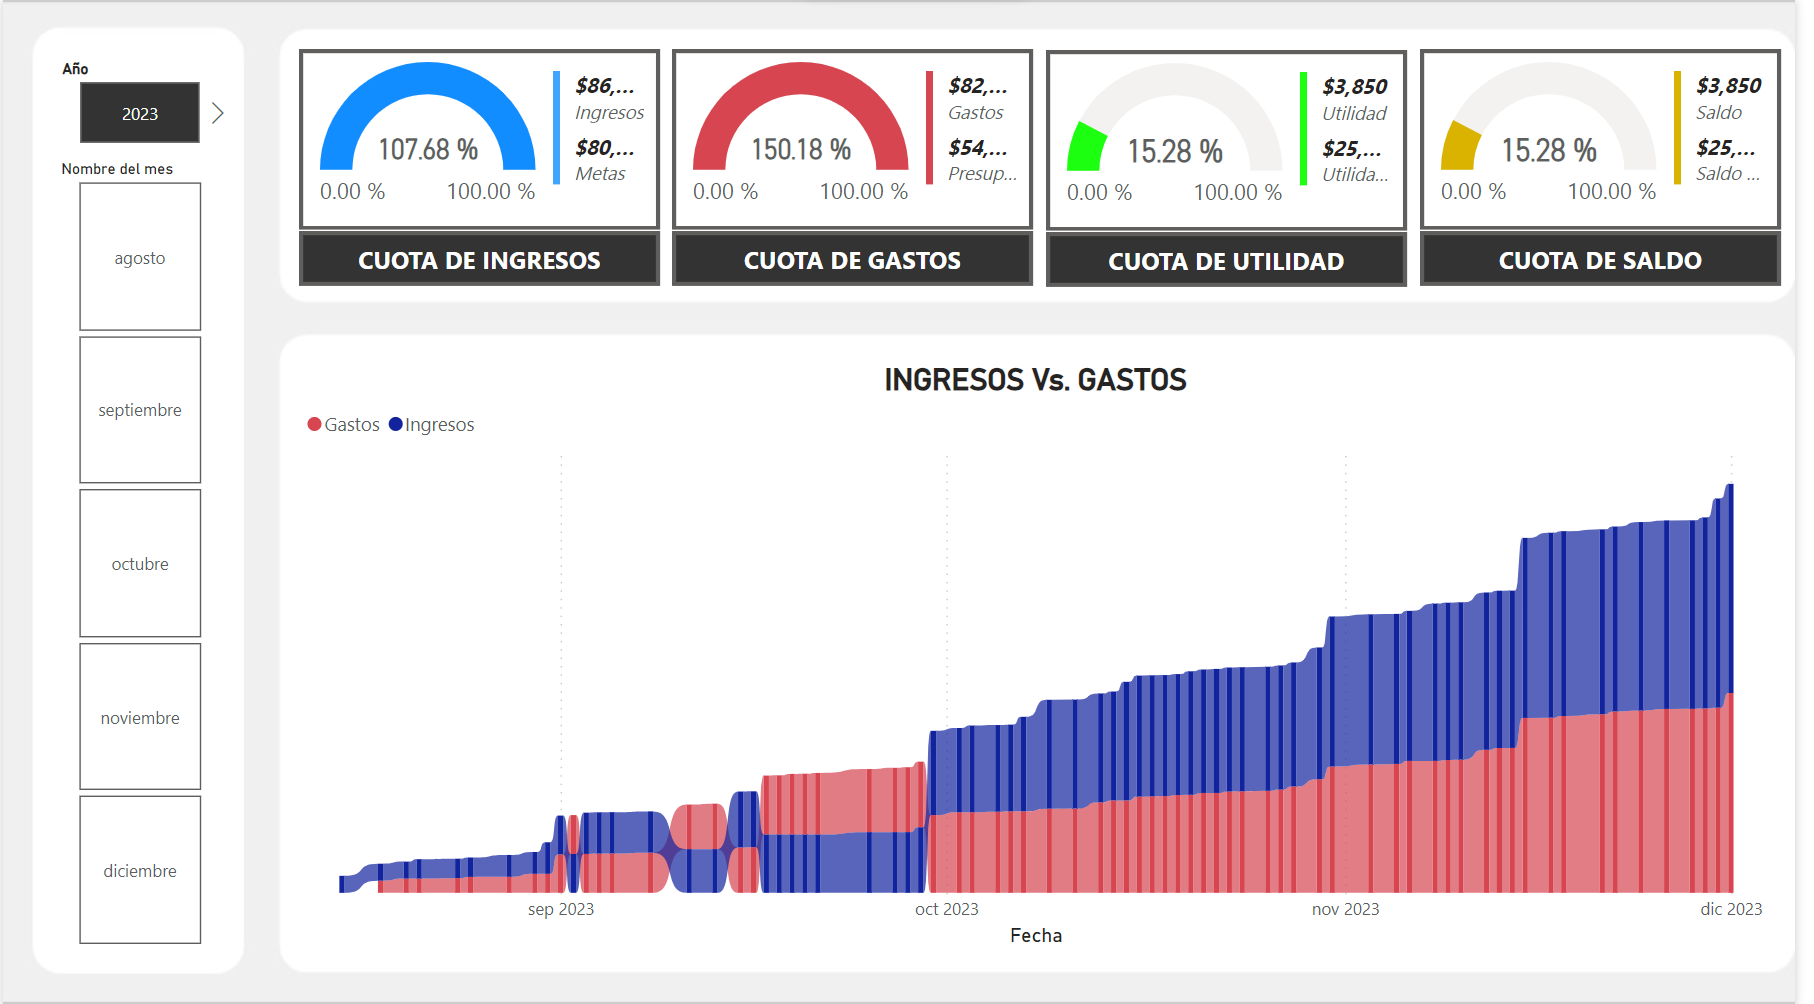 Año
2023
Nombre del mes
agosto
septiembre
octubre
noviembre
diciembre
107.68 %
0.00 %
100.00 %
$86,...
Ingresos
$80,...
Metas
CUOTA DE INGRESOS
150.18 %
0.00 %
100.00 %
$82,...
Gastos
$54,...
Presup...
CUOTA DE GASTOS
15.28 %
0.00 %
100.00 %
$3,850
Utilidad
$25,...
Utilida...
CUOTA DE UTILIDAD
15.28 %
0.00 %
100.00 %
$3,850
Saldo
$25,...
Saldo ...
CUOTA DE SALDO
INGRESOS Vs. GASTOS
Gastos Ingresos
sep 2023 oct 2023 nov 2023 dic 2023
Fecha